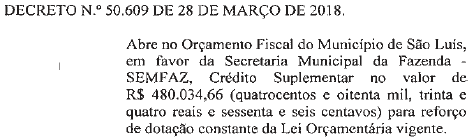 DECRETO N.º 50.609 DE 28 DE MARÇO DE 2018.
Abre no Orçamento Fiscal do Município de São Luís,
em favor da Secretaria Municipal da Fazenda -
SEMFAZ, Crédito Suplementar no valor de
R$ 480.034,66 (quatrocentos e oitenta mil, trinta e
quatro reais e sessenta e seis centavos) para reforço
de dotação constante da Lei Orçamentária vigente.